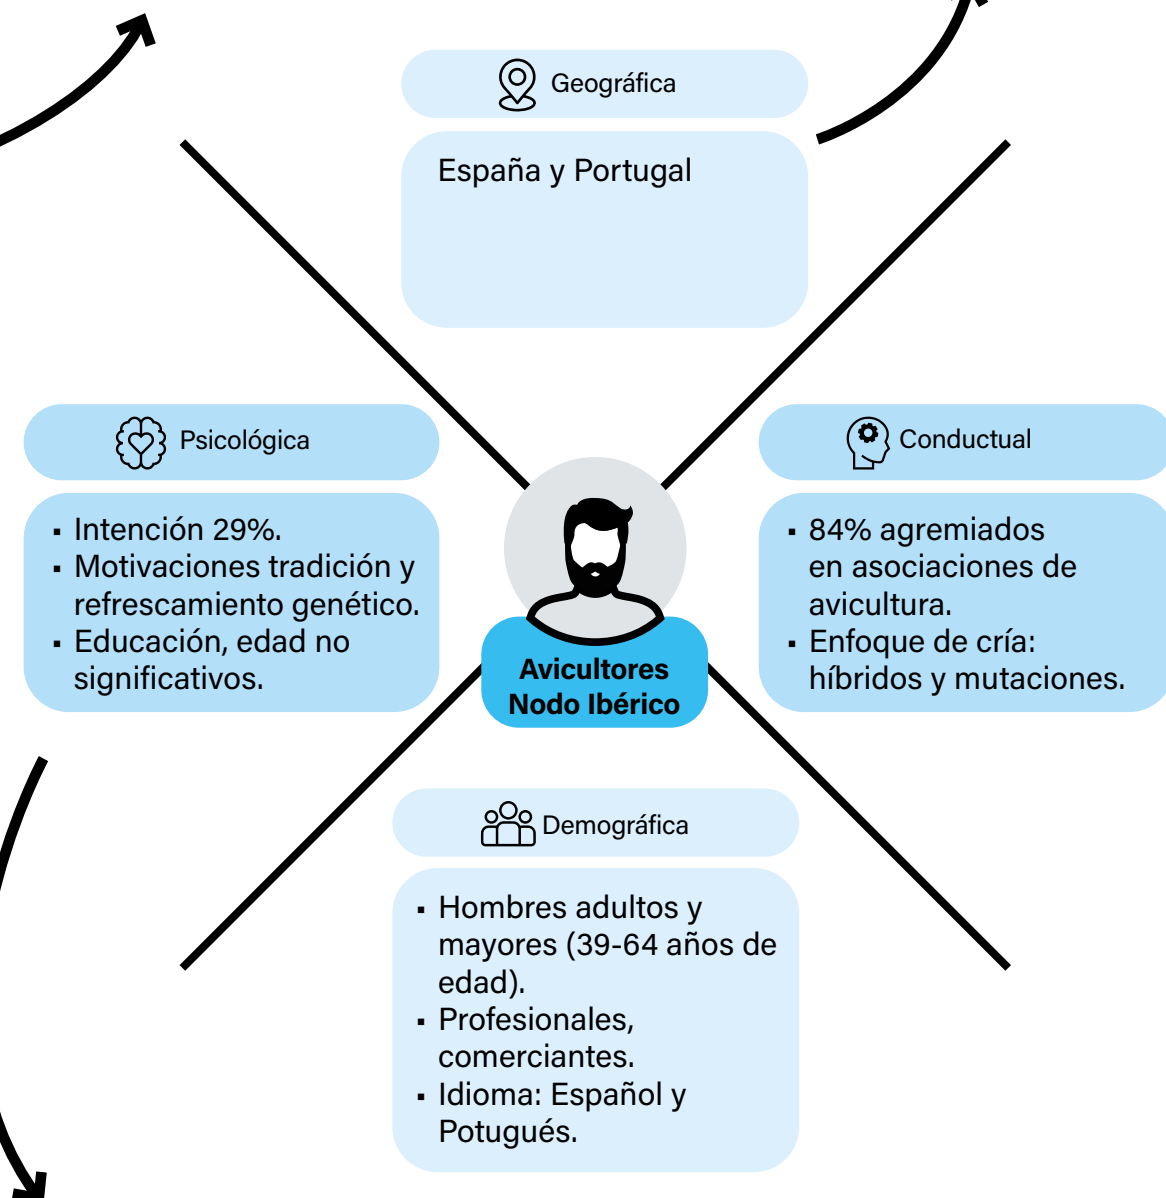 Geográfica
España y Portugal
Psicológica
▪ Intención 29%.
▪ Motivaciones tradición y
refrescamiento genético.
▪ Educación, edad no
significativos.
Conductual
▪ 84% agremiados
en asociaciones de
avicultura.
▪ Enfoque de cría:
híbridos y mutaciones.
Avicultores
Nodo Ibérico
Demográfica
▪ Hombres adultos y
mayores (39-64 años de
edad).
▪ Profesionales,
comerciantes.
▪ Idioma: Español y
Potugués.